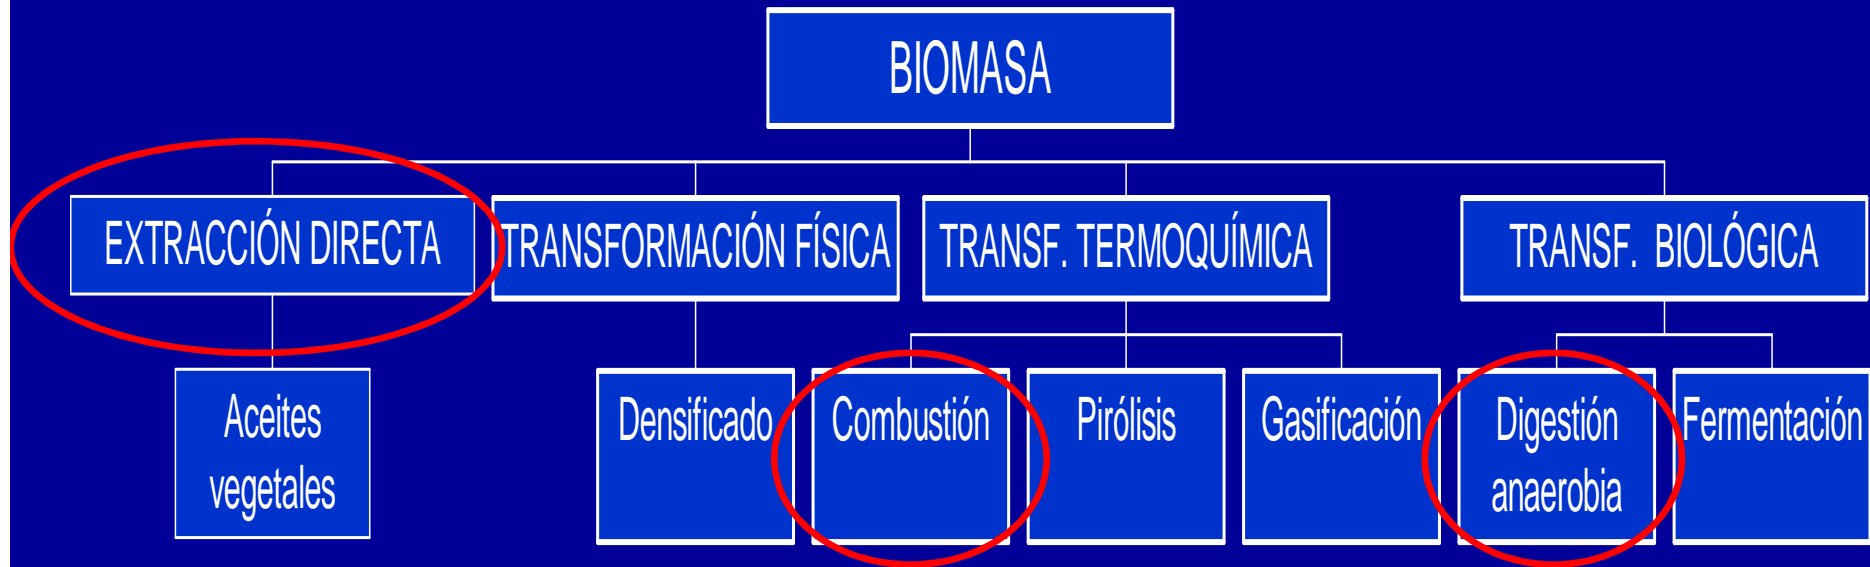 BIOMASA
EXTRACCIÓN DIRECTA
TRANSFORMACIÓN FÍSICA
TRANSF. TERMOQUÍMICA
TRANSF. BIOLÓGICA
Aceites
vegetales
Densificado
Combustión
Pirólisis
Gasificación
Digestión
anaerobia
Fermentación